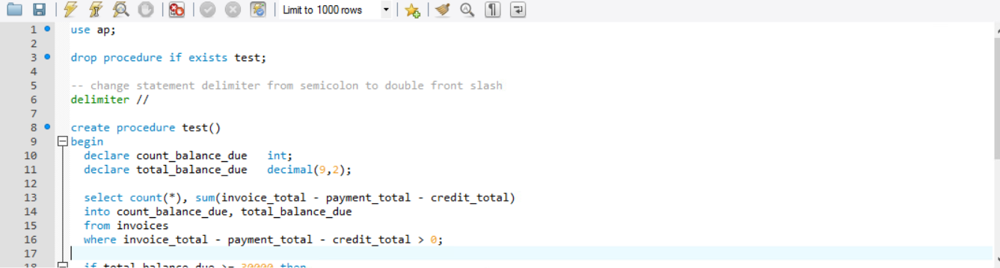 Limit to 1000 rows
1 use ap;
2
3 drop procedure if exists test;
4
5 -- change statement delimiter from semicolon to double front slash
6 delimiter //
7
8 create procedure test()
9 begin
10 declare count_balance_due int;
11 declare total_balance_due decimal(9,2);
12
13 select count(*), sum(invoice_total - payment_total - credit_total)
14 into count_balance_due, total_balance_due
15 from invoices
16 where invoice_total - payment_total - credit_total > 0;
17
18 if total_balance_due >= 30000 then